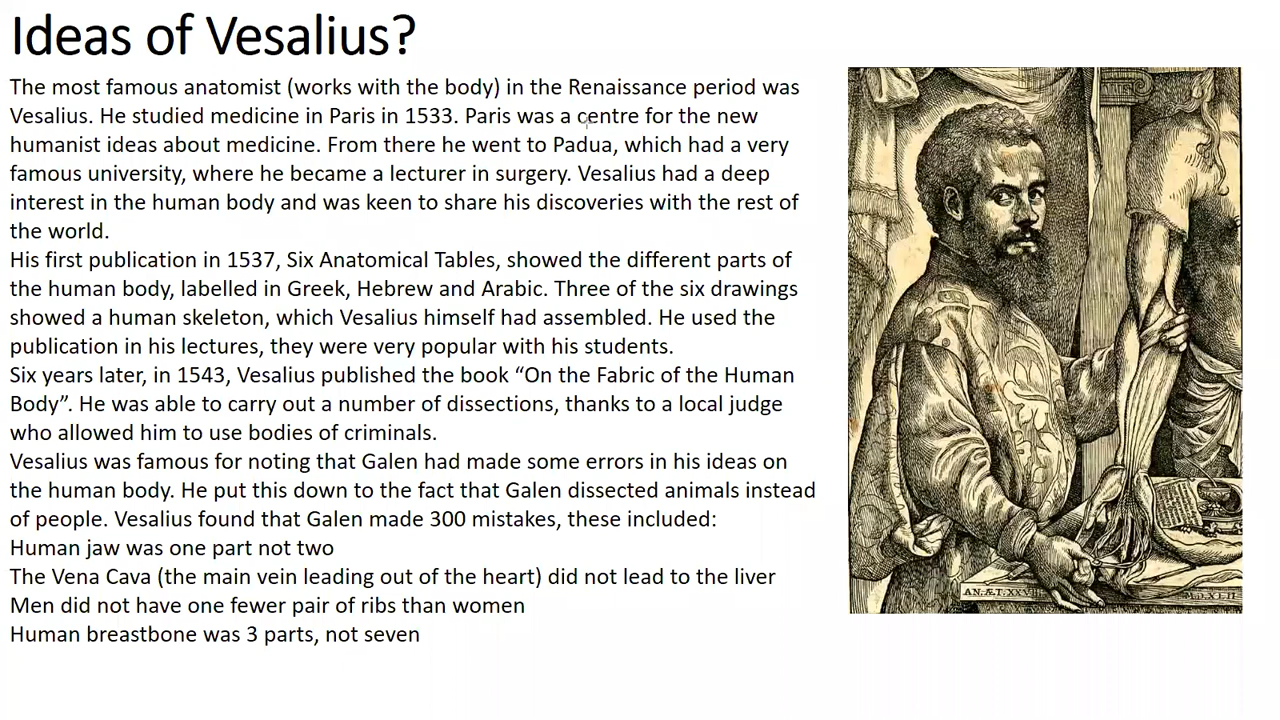 Ideas of Vesalius?
The most famous anatomist (works with the body) in the Renaissance period was
Vesalius. He studied medicine in Paris in 1533. Paris was a centre for the new
humanist ideas about medicine. From there he went to Padua, which had a very
famous university, where he became a lecturer in surgery. Vesalius had a deep
interest in the human body and was keen to share his discoveries with the rest of
the world.
His first publication in 1537, Six Anatomical Tables, showed the different parts of
the human body, labelled in Greek, Hebrew and Arabic. Three of the six drawings
showed a human skeleton, which Vesalius himself had assembled. He used the
publication in his lectures, they were very popular with his students.
Six years later, in 1543, Vesalius published the book “On the Fabric of the Human
Body”. He was able to carry out a number of dissections, thanks to a local judge
who allowed him to use bodies of criminals.
Vesalius was famous for noting that Galen had made some errors in his ideas on
the human body. He put this down to the fact that Galen dissected animals instead
of people. Vesalius found that Galen made 300 mistakes, these included:
Human jaw was one part not two
The Vena Cava (the main vein leading out of the heart) did not lead to the liver
Men did not have one fewer pair of ribs than women
Human breastbone was 3 parts, not seven